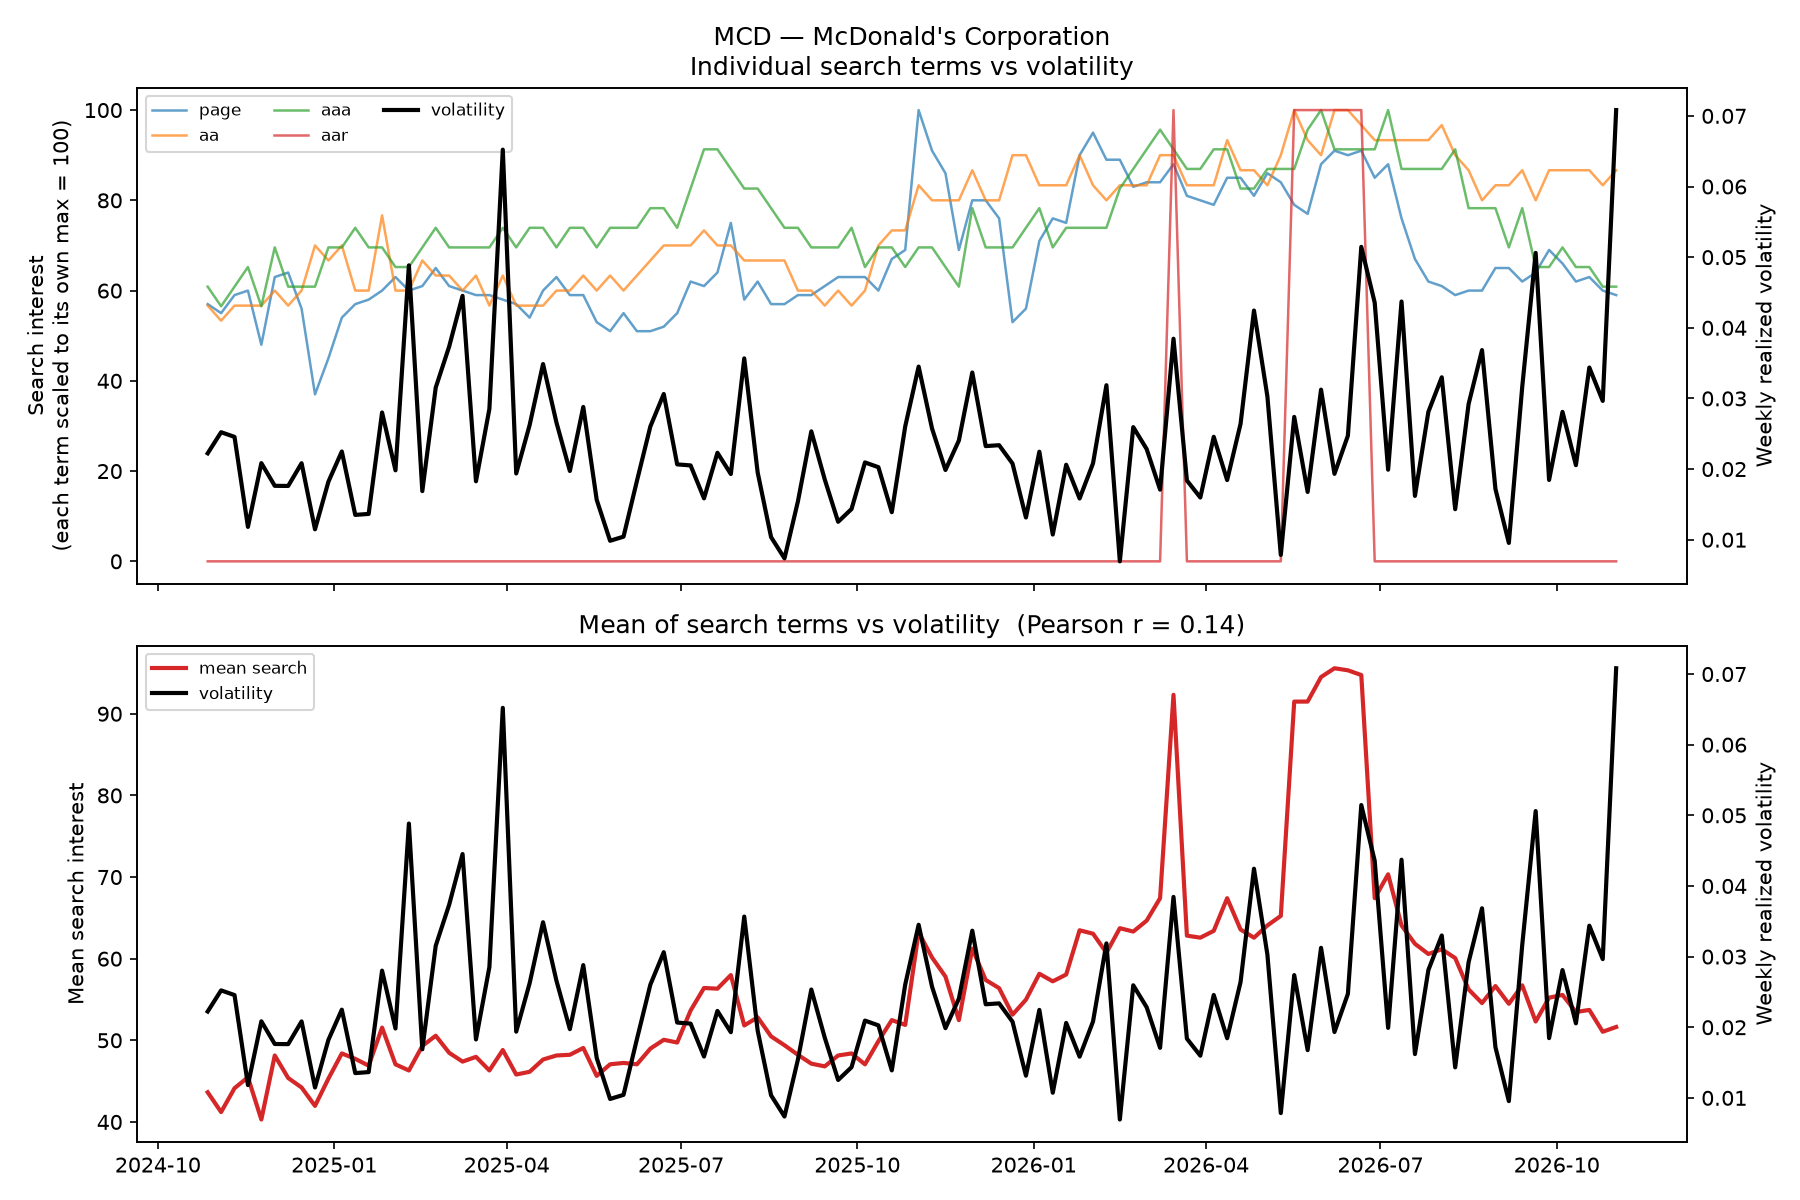 MCD — McDonald's Corporation
Individual search terms vs volatility
page
aa
aaa
aar
volatility
Search interest
(each term scaled to its own max = 100)
100
80
60
40
20
0
0.07
0.06
0.05
0.04
0.03
0.02
0.01
Weekly realized volatility
Mean of search terms vs volatility  (Pearson r = 0.14)
mean search
volatility
Mean search interest
90
80
70
60
50
40
0.07
0.06
0.05
0.04
0.03
0.02
0.01
Weekly realized volatility
2024-10
2025-01
2025-04
2025-07
2025-10
2026-01
2026-04
2026-07
2026-10